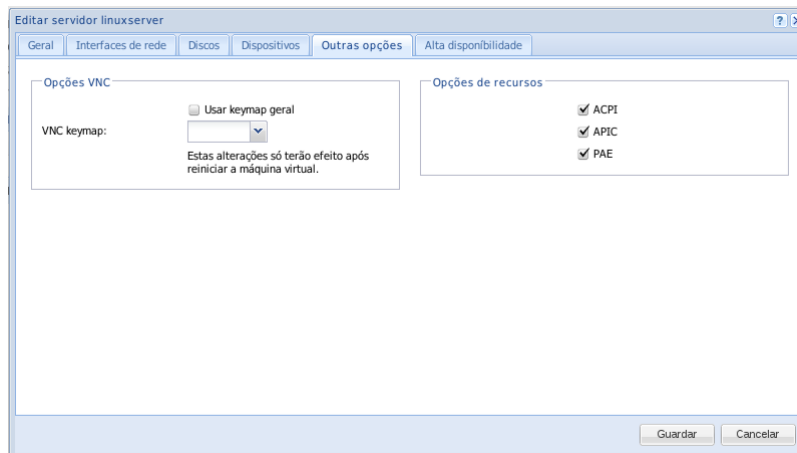 Editar servidor linuxserver
Geral
Interfaces de rede
Discos
Dispositivos
Outras opções
Alta disponíbilidade
Opções VNC
Usar keymap geral
VNC keymap:
Estas alterações só terão efeito após
reiniciar a máquina virtual.
Opções de recursos
ACPI
APIC
PAE
Guardar
Cancelar